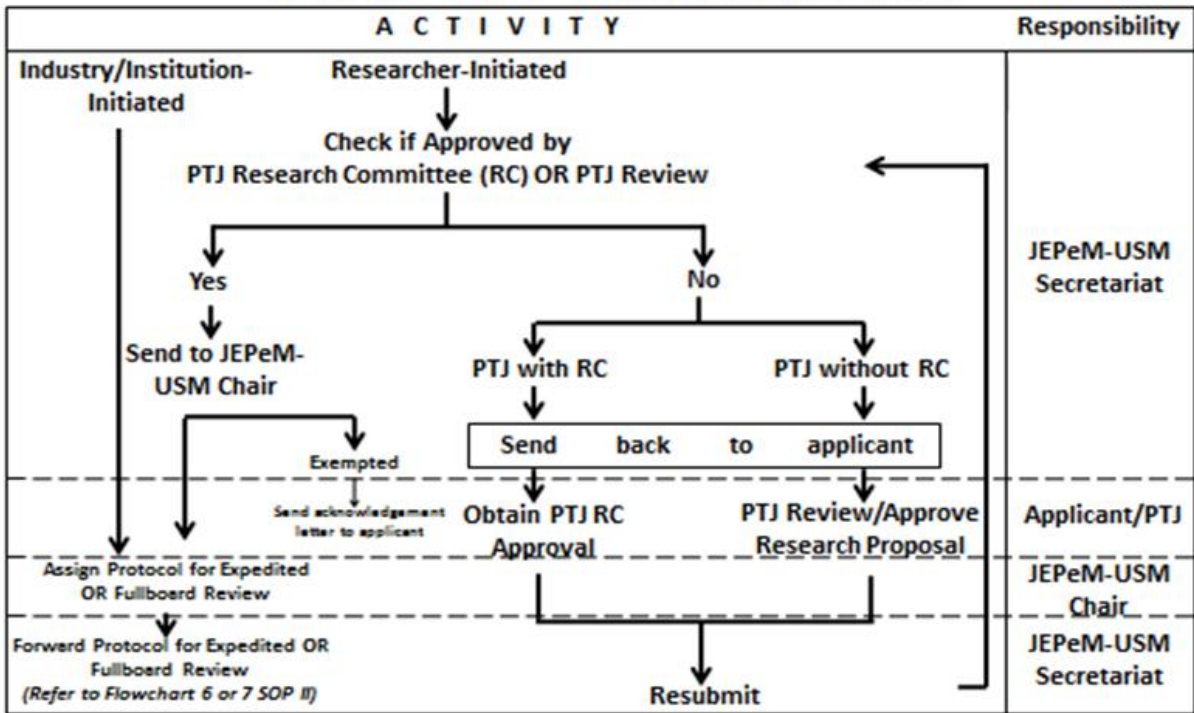 A C T I V I T Y
Responsibility
Industry/Institution-
Initiated
Researcher-Initiated
Check if Approved by
PTJ Research Committee (RC) OR PTJ Review
Yes
No
JEPeM-USM
Secretariat
Send to JEPeM-
USM Chair
PTJ with RC
PTJ without RC
Send back to applicant
Exempted
Send acknowledgement
letter to applicant
Obtain PTJ RC
Approval
PTJ Review/Approve
Research Proposal
Applicant/PTJ
Assign Protocol for Expedited
OR Fullboard Review
JEPeM-USM
Chair
Forward Protocol for Expedited OR
Fullboard Review
(Refer to Flowchart 6 or 7 SOP II)
Resubmit
JEPeM-USM
Secretariat